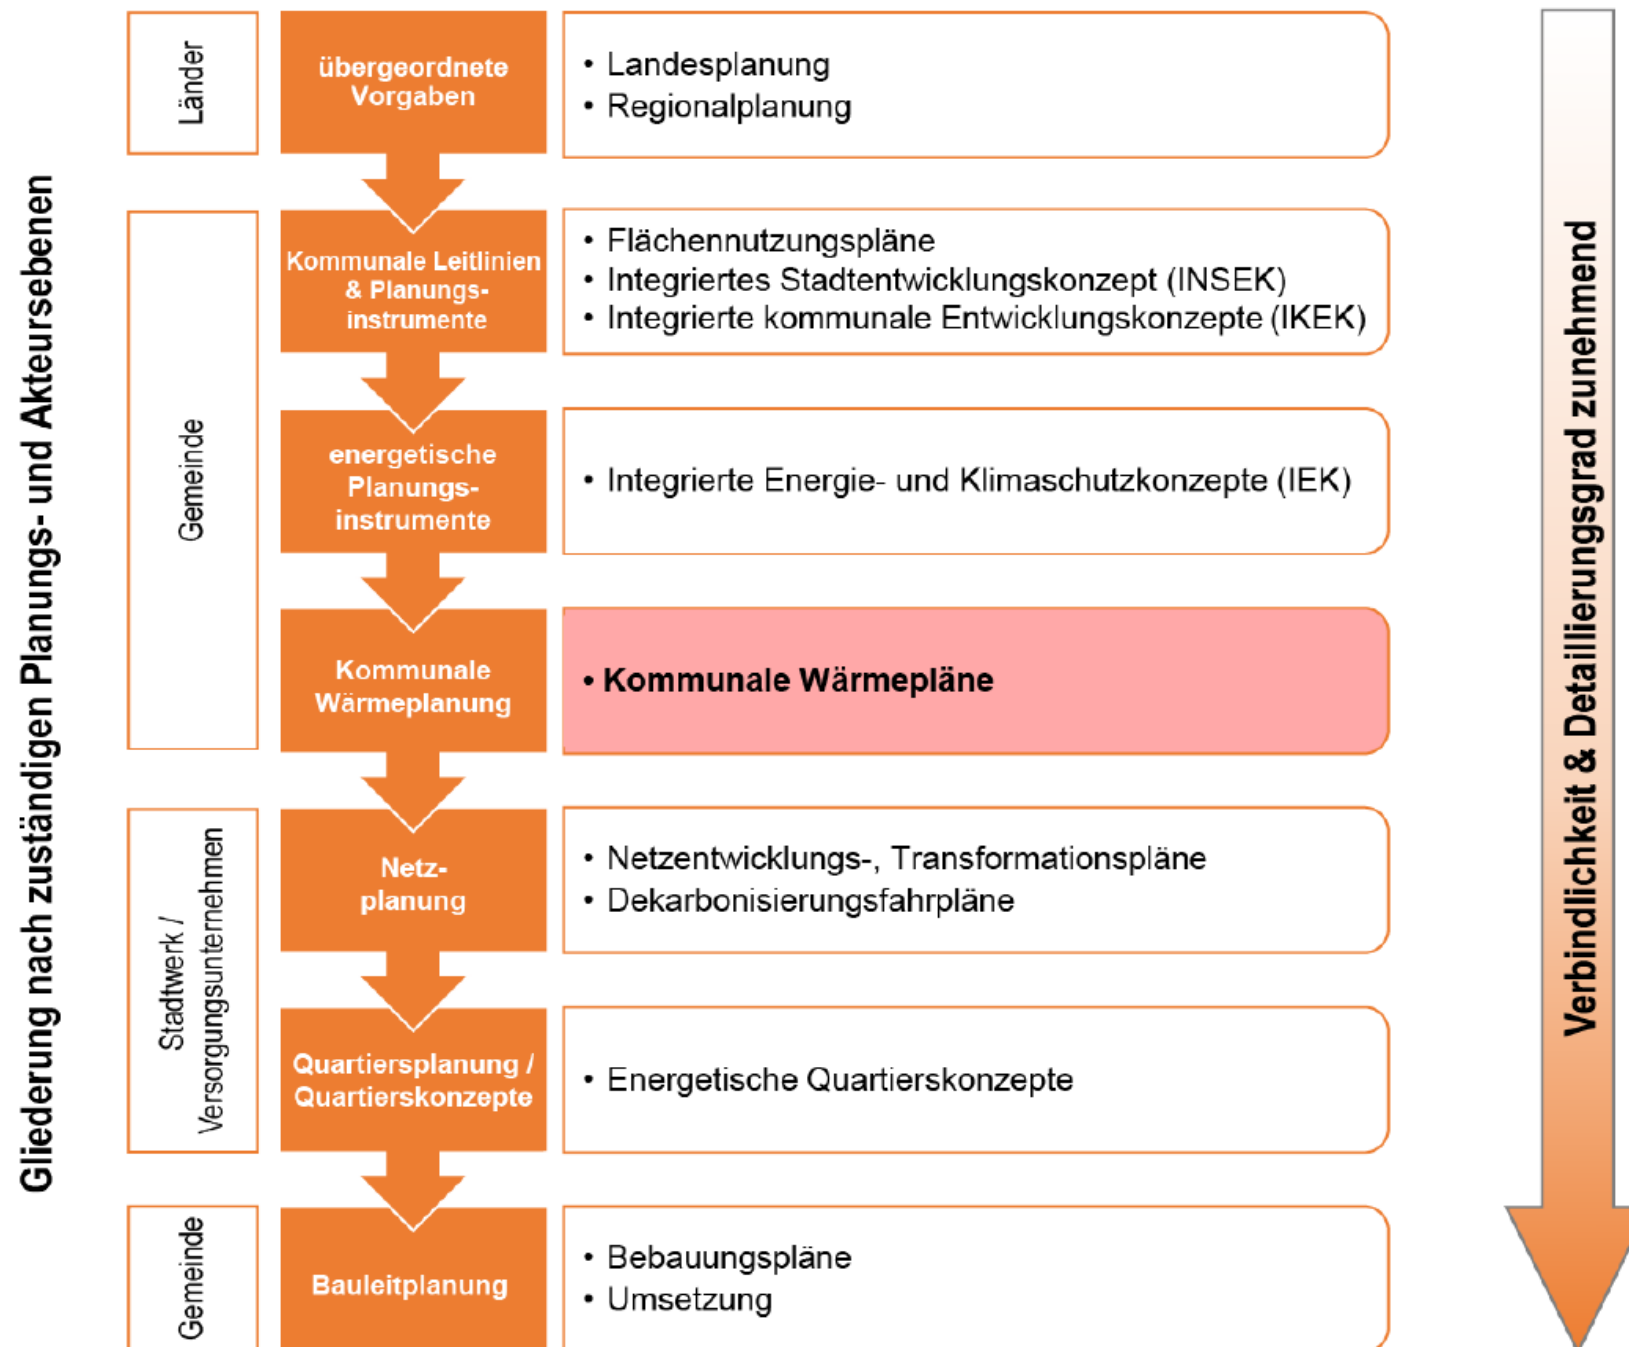 Gliederung nach zuständigen Planungs- und Akteursebenen
Länder
übergeordnete
Vorgaben
• Landesplanung
• Regionalplanung
Gemeinde
Kommunale Leitlinien
& Planungs-
instrumente
• Flächennutzungspläne
• Integriertes Stadtentwicklungskonzept (INSEK)
• Integrierte kommunale Entwicklungskonzepte (IKEK)
energetische
Planungs-
instrumente
• Integrierte Energie- und Klimaschutzkonzepte (IEK)
Kommunale
Wärmeplanung
• Kommunale Wärmepläne
Stadtwerk /
Versorgungsunternehmen
Netz-
planung
• Netzentwicklungs-, Transformationspläne
• Dekarbonisierungsfahrpläne
Quartiersplanung /
Quartierskonzepte
• Energetische Quartierskonzepte
Gemeinde
Bauleitplanung
• Bebauungspläne
• Umsetzung
Verbindlichkeit & Detaillierungsgrad zunehmend